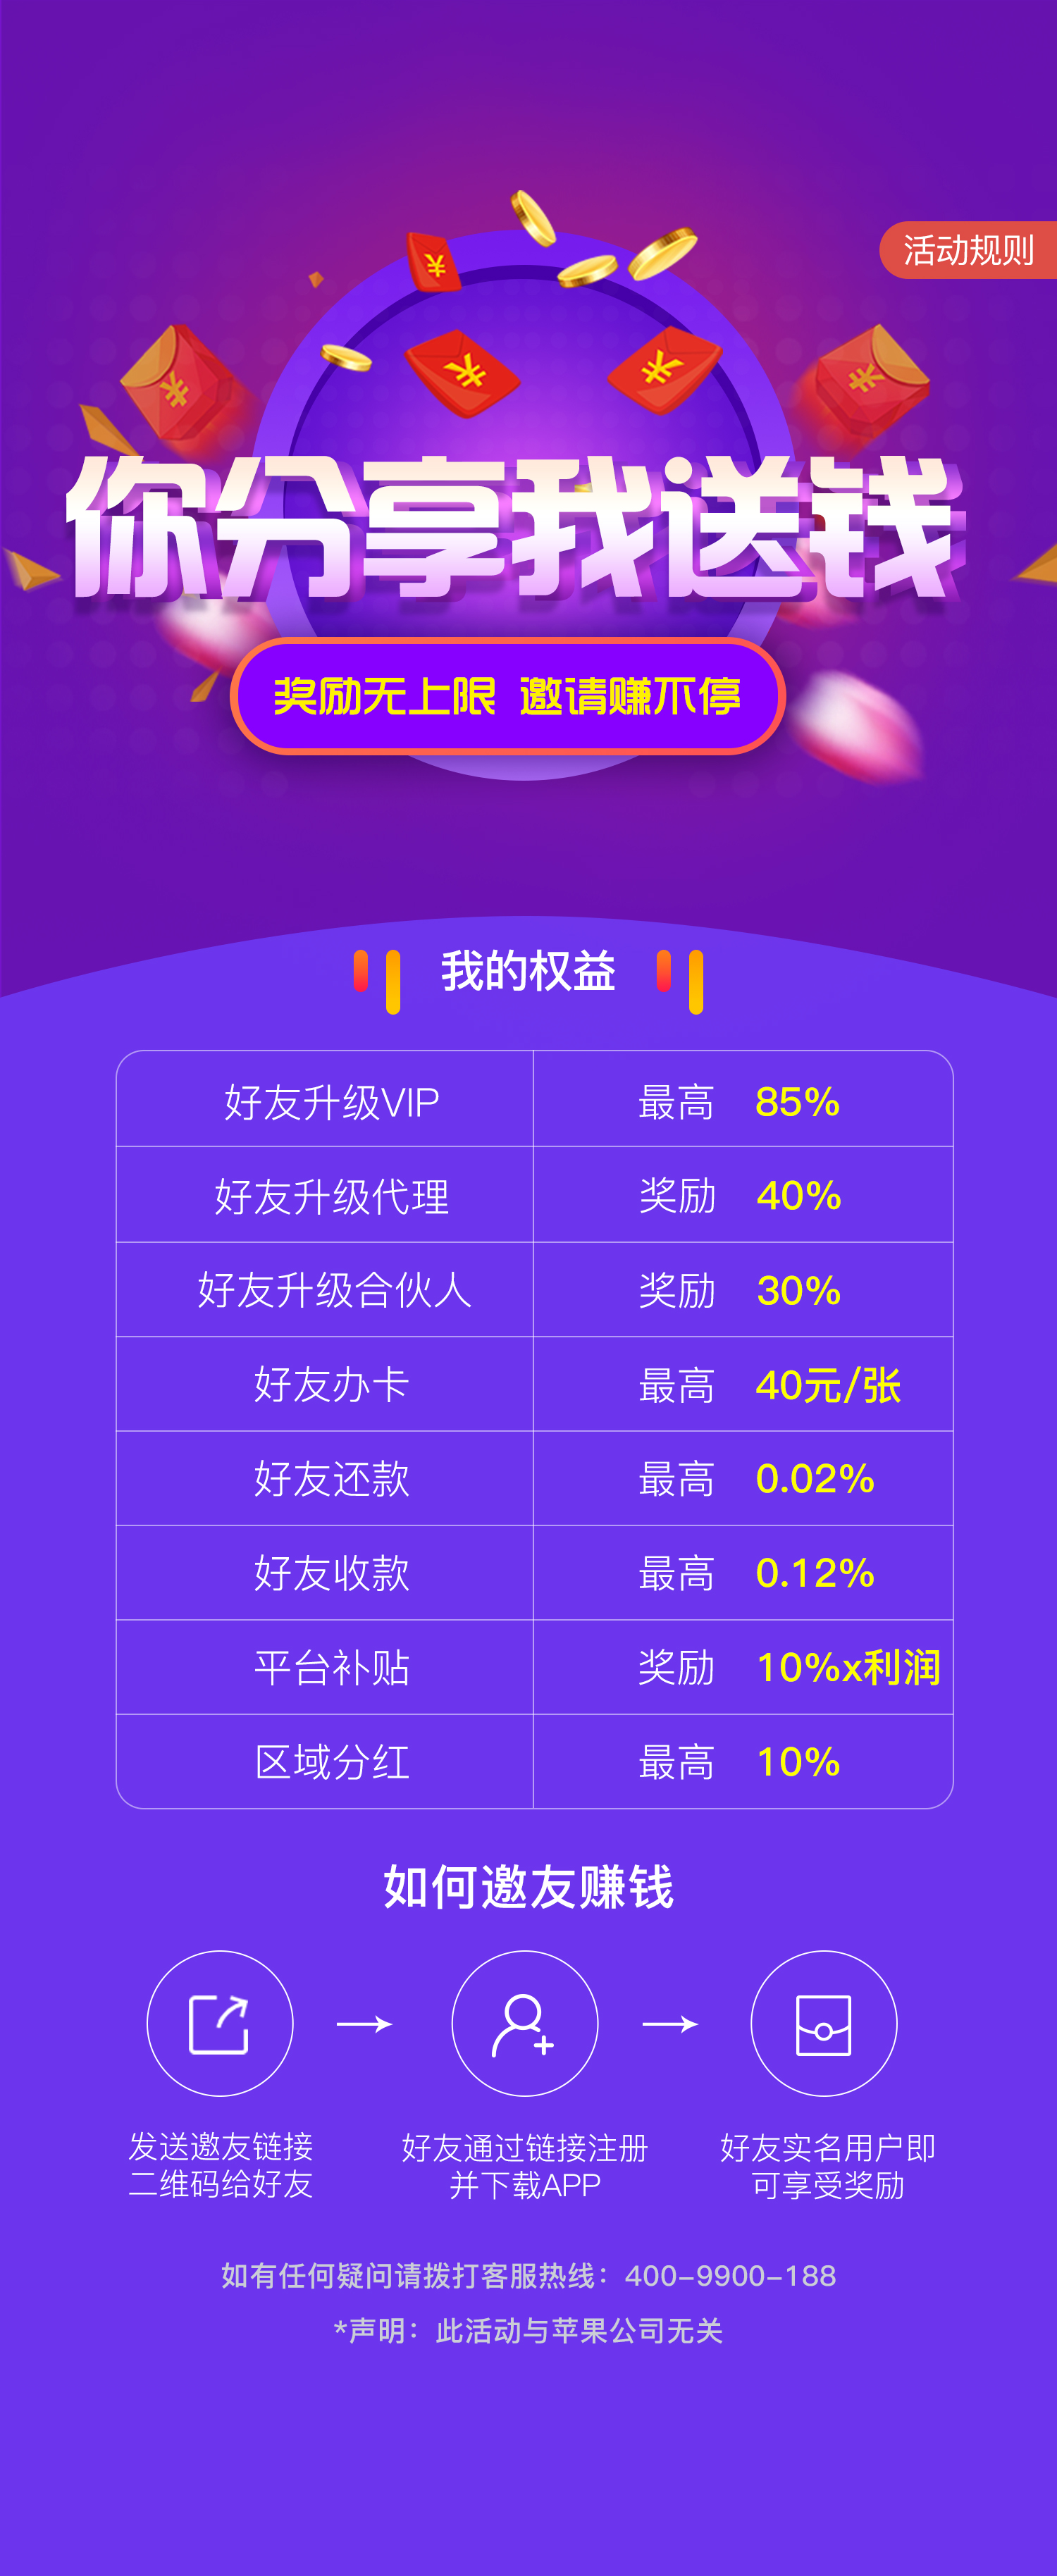 活动规则
你分享我送钱
奖励无上限 邀请赚不停
我的权益
好友升级VIP 最高 85%
好友升级代理 奖励 40%
好友升级合伙人 奖励 30%
好友办卡 最高 40元/张
好友还款 最高 0.02%
好友收款 最高 0.12%
平台补贴 奖励 10%x利润
区域分红 最高 10%
如何邀友赚钱
发送邀友链接
二维码给好友
好友通过链接注册
并下载APP
好友实名用户即
可享受奖励
如有任何疑问请拨打客服热线：400-9900-188
*声明：此活动与苹果公司无关